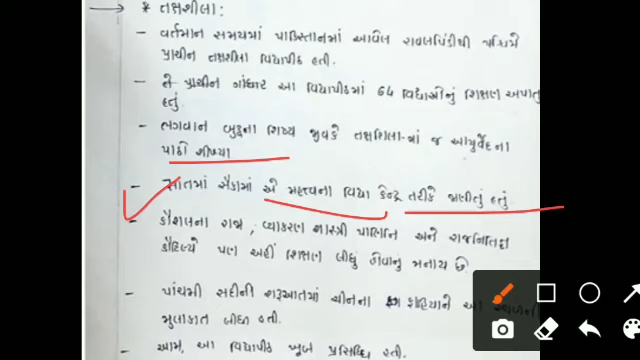 * તક્ષશીલા:
- વર્તમાન સમયમાં પાકિસ્તાનમાં આવેલ રાવલપિંડીથી પશ્ચિમે
પ્રાચીન તક્ષશીલા વિદ્યાપીઠ હતી.
- તે પ્રાચીન ગાંધાર આ વિદ્યાપીઠમાં 64 વિદ્યાઓનું શિક્ષણ અપાતુ
હતું.
- ભગવાન બુદ્ધના શિષ્ય જીવકે તક્ષશિલામાં જ આયુર્વેદના
પાઠો શીખ્યા
- સાતમાં સૈકામાં એ મહત્વના વિદ્યા કેન્દ્ર તરીકે જાણીતું હતું
- કૌશલના રાજા, વ્યાકરણ શાસ્ત્રી પાણિનિ અને રાજનિતિજ્ઞ
કૌટિલ્યે પણ અહીં શિક્ષણ લીધુ હોવાનુ મનાય છે
- પાંચમી સદીની શરૂઆતમાં ચીનના ફાહિયાને આ
મુલાકાત લીધી હતી.
- આમ, આ વિદ્યાપીઠ ખૂબ પ્રસિધ્ધિ હતી.